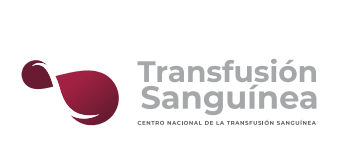 Transfusión
Sanguínea
CENTRO NACIONAL DE LA TRANSFUSIÓN SANGUÍNEA